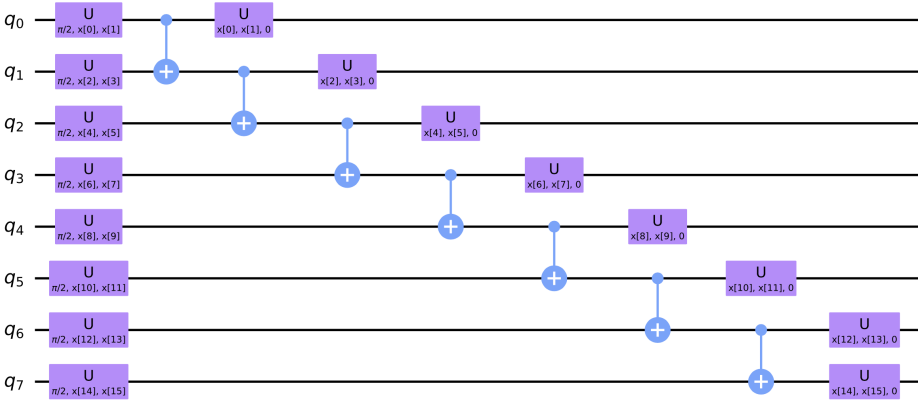 q0 U U
π/2, x[0], x[1] x[0], x[1], 0
q1 U U
π/2, x[2], x[3] x[2], x[3], 0
q2 U U
π/2, x[4], x[5] x[4], x[5], 0
q3 U U
π/2, x[6], x[7] x[6], x[7], 0
q4 U U
π/2, x[8], x[9] x[8], x[9], 0
q5 U U
π/2, x[10], x[11] x[10], x[11], 0
q6 U U
π/2, x[12], x[13] x[12], x[13], 0
q7 U U
π/2, x[14], x[15] x[14], x[15], 0